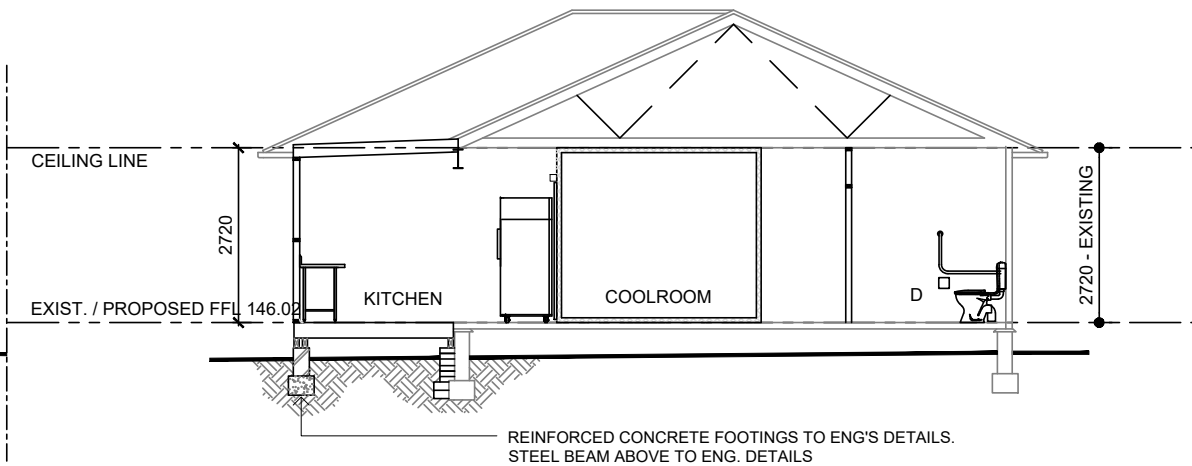 CEILING LINE
2720
2720 - EXISTING
EXIST. / PROPOSED FFL 146.02
KITCHEN
COOLROOM
D
REINFORCED CONCRETE FOOTINGS TO ENG'S DETAILS.
STEEL BEAM ABOVE TO ENG. DETAILS